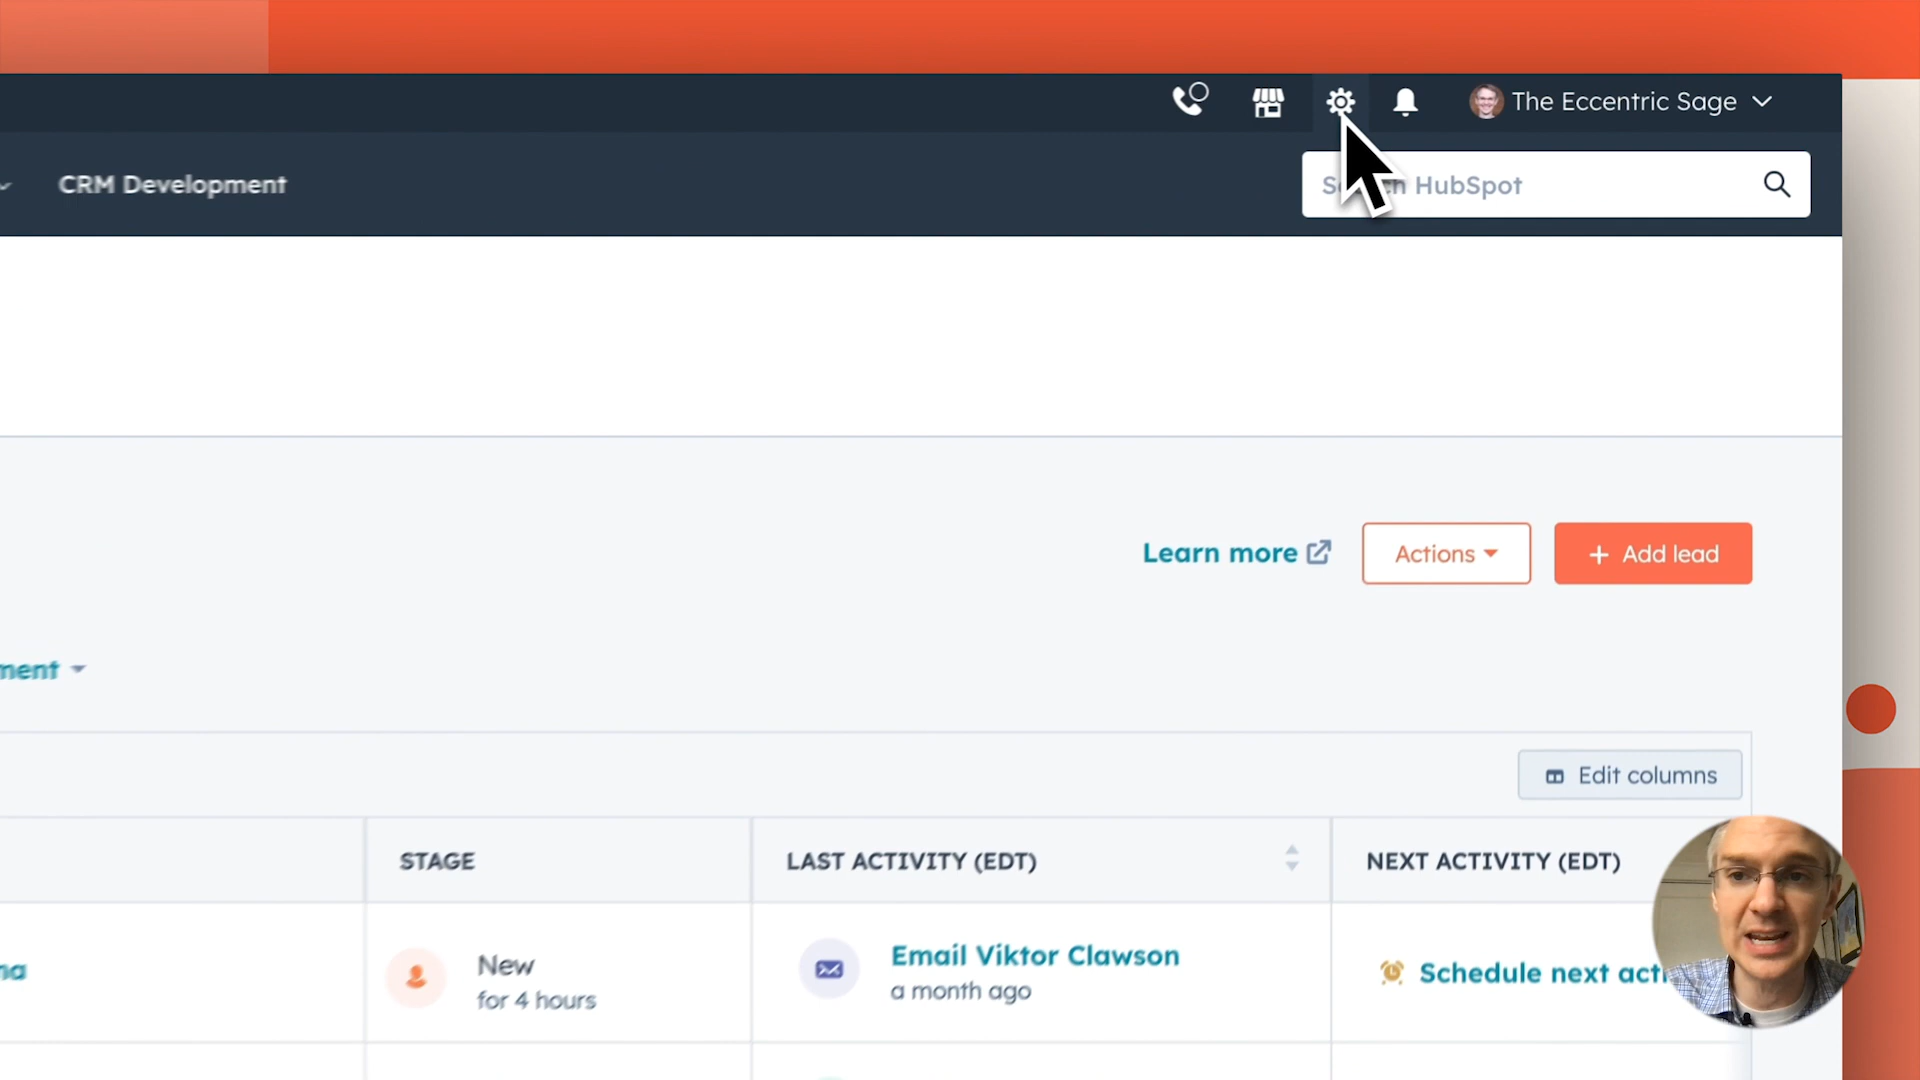 The Eccentric Sage
CRM Development
HubSpot
Learn more
Actions
+ Add lead
Edit columns
STAGE
LAST ACTIVITY (EDT)
NEXT ACTIVITY (EDT)
New
for 4 hours
Email Viktor Clawson
a month ago
Schedule next